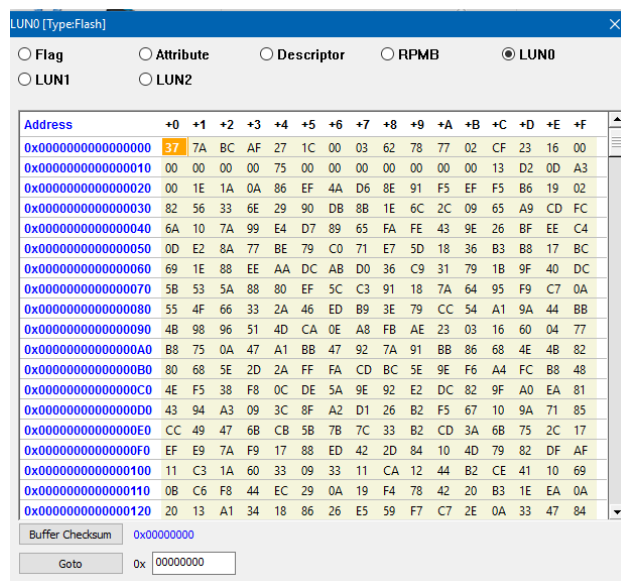 LUN0 [Type:Flash]
Flag Attribute Descriptor RPMB LUN0
LUN1 LUN2
Address +0 +1 +2 +3 +4 +5 +6 +7 +8 +9 +A +B +C +D +E +F
0x0000000000000000 37 7A BC AF 27 1C 00 03 62 78 77 02 CF 23 16 00
0x0000000000000010 00 00 00 00 75 00 00 00 00 00 00 00 13 D2 0D A3
0x0000000000000020 00 1E 1A 0A 86 EF 4A D6 8E 91 F5 EF F5 B6 19 02
0x0000000000000030 82 56 33 6E 29 90 DB 8B 1E 6C 2C 09 65 A9 CD FC
0x0000000000000040 6A 10 7A 99 E4 D7 89 65 FA FE 43 9E 26 BF EE C4
0x0000000000000050 0D E2 8A 77 BE 79 C0 71 E7 5D 18 36 B3 B8 17 BC
0x0000000000000060 69 1E 88 EE AA DC AB D0 36 C9 31 79 1B 9F 40 DC
0x0000000000000070 5B 53 5A 88 80 EF 5C C3 91 18 7A 64 95 F9 C7 0A
0x0000000000000080 55 4F 66 33 2A 46 ED B9 3E 79 CC 54 A1 9A 44 BB
0x0000000000000090 4B 98 96 51 4D CA 0E A8 FB AE 23 03 16 60 04 77
0x00000000000000A0 B8 75 0A 47 A1 BB 47 92 7A 91 BB 86 68 4E 4B 82
0x00000000000000B0 80 68 5E 2D 2A FF FA CD BC 5E 9E F6 A4 FC B8 48
0x00000000000000C0 4E F5 38 F8 0C DE 5A 9E 92 E2 DC 82 9F A0 EA 81
0x00000000000000D0 43 94 A3 09 3C 8F A2 D1 26 B2 F5 67 10 9A 71 85
0x00000000000000E0 CC 49 47 6B CB 5B 7B 7C 33 B2 CD 3A 6B 75 2C 17
0x00000000000000F0 EF E9 7A F9 17 88 ED 42 2D 84 10 4D 79 82 DF AF
0x0000000000000100 11 C3 1A 60 33 09 33 11 CA 12 44 B2 CE 41 10 69
0x0000000000000110 0B C6 F8 44 EC 29 0A 19 F4 78 42 20 B3 1E EA 0A
0x0000000000000120 20 13 A1 34 18 86 26 E5 59 F7 C7 2E 0A 33 47 84
Buffer Checksum 0x00000000
Goto 0x 00000000